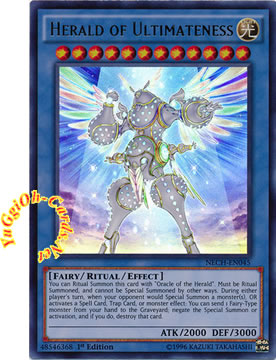 HERALD OF ULTIMATENESS
光
YuGiOh-Cards.Net
NECH-EN045
[FAIRY / RITUAL / EFFECT]
You can Ritual Summon this card with "Oracle of the Herald". Must be
Ritual Summoned, and cannot be Special Summoned by other ways. During either
player's turn, when your opponent would Special Summon a monster(s), OR
activates a Spell Card, Trap Card, or monster effect: You can send 1 Fairy-Type
monster from your hand to the Graveyard; negate the Special Summon or
activation, and if you do, destroy that card.
ATK/2000 DEF/3000
48546368 1st Edition ©1996 KAZUKI TAKAHASHI